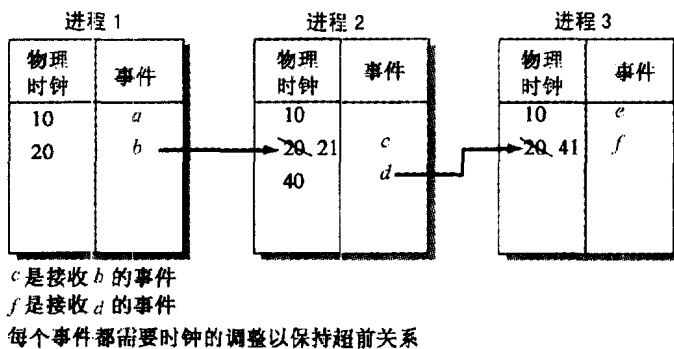 进程 1 进程 2 进程 3
物理时钟 事件 物理时钟 事件 物理时钟 事件
10 a 10 10 e
20 b 20 21 c 20 41 f
40 d
c 是接收 b 的事件
f 是接收 d 的事件
每个事件都需要时钟的调整以保持超前关系